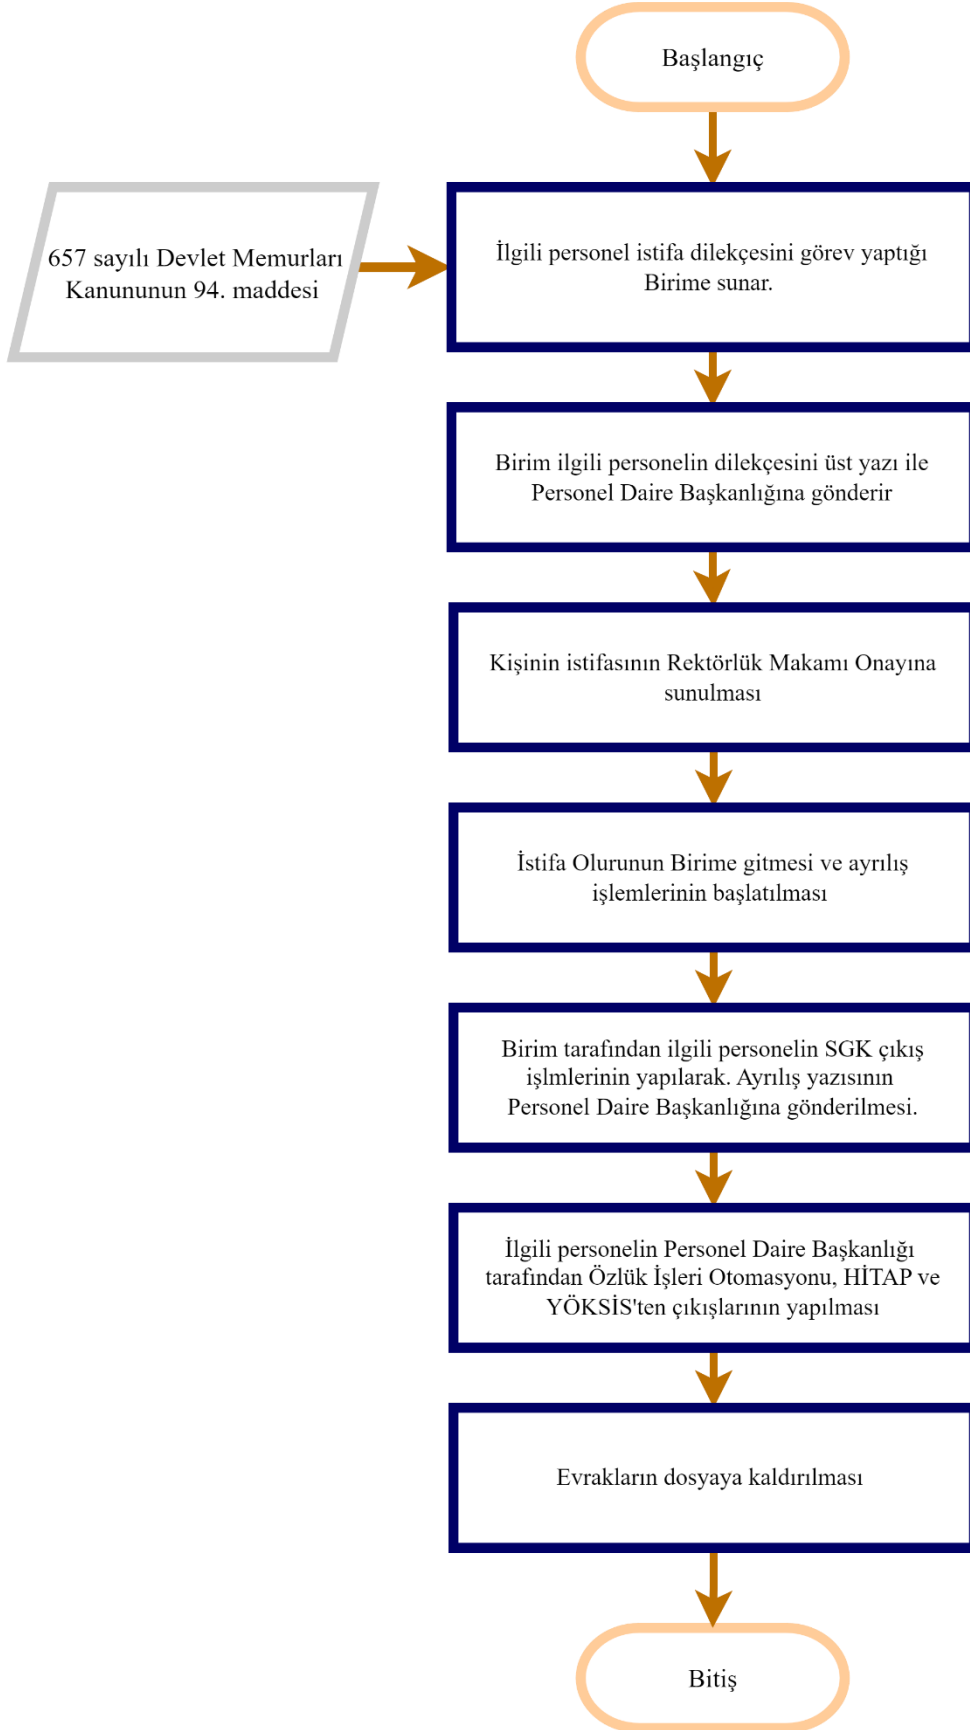 Başlangıç
657 sayılı Devlet Memurları
Kanununun 94. maddesi
İlgili personel istifa dilekçesini görev yaptığı
Birime sunar.
Birim ilgili personelin dilekçesini üst yazı ile
Personel Daire Başkanlığına gönderir
Kişinin istifasının Rektörlük Makamı Onayına
sunulması
İstifa Olurunun Birime gitmesi ve ayrılış
işlemlerinin başlatılması
Birim tarafından ilgili personelin SGK çıkış
işlmlerinin yapılarak. Ayrılış yazısının
Personel Daire Başkanlığına gönderilmesi.
İlgili personelin Personel Daire Başkanlığı
tarafından Özlük İşleri Otomasyonu, HİTAP ve
YÖKSİS'ten çıkışlarının yapılması
Evrakların dosyaya kaldırılması
Bitiş